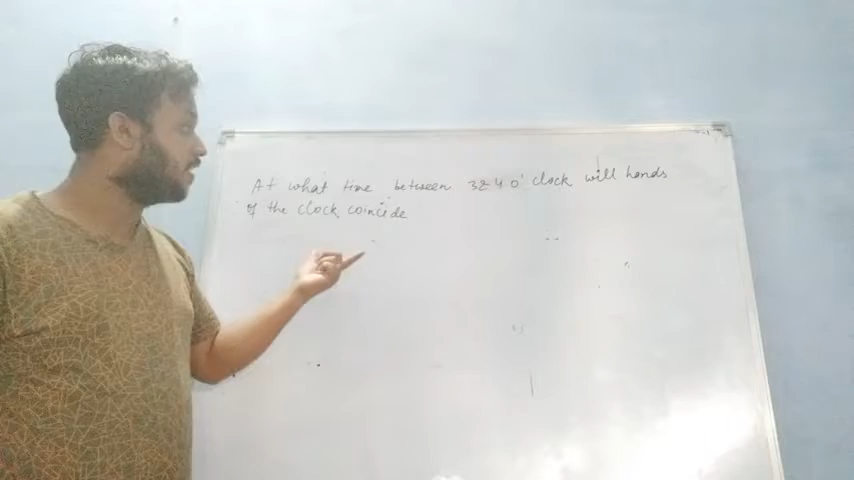 At what time between 3 & 4 O' clock will hands
of the clock coincide